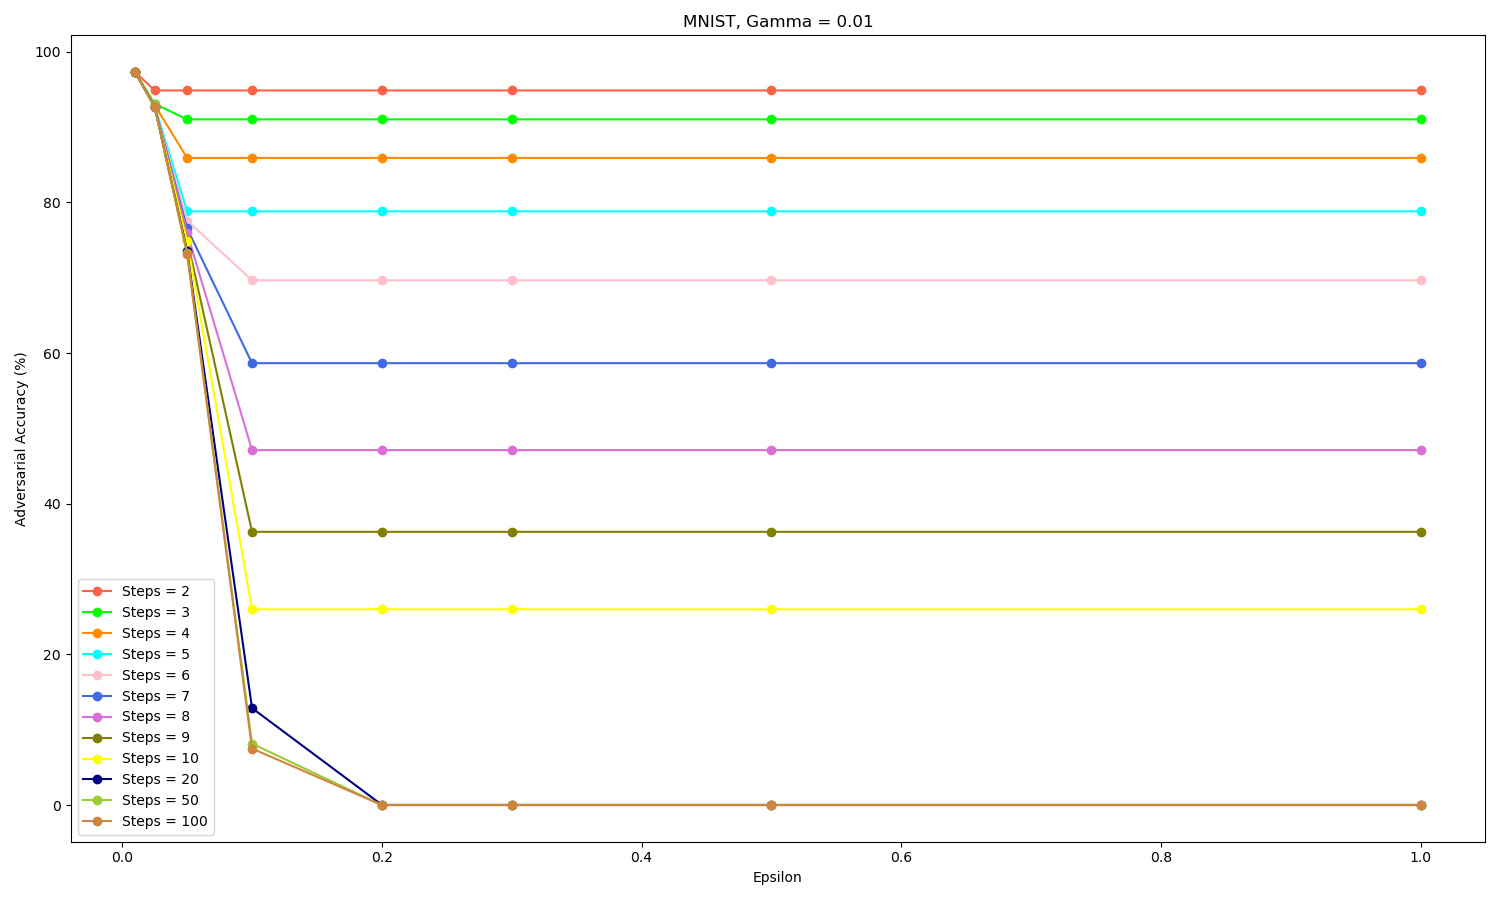 MNIST, Gamma = 0.01
100
80
60
40
20
0
Adversarial Accuracy (%)
Steps = 2
Steps = 3
Steps = 4
Steps = 5
Steps = 6
Steps = 7
Steps = 8
Steps = 9
Steps = 10
Steps = 20
Steps = 50
Steps = 100
0.0 0.2 0.4 0.6 0.8 1.0
Epsilon